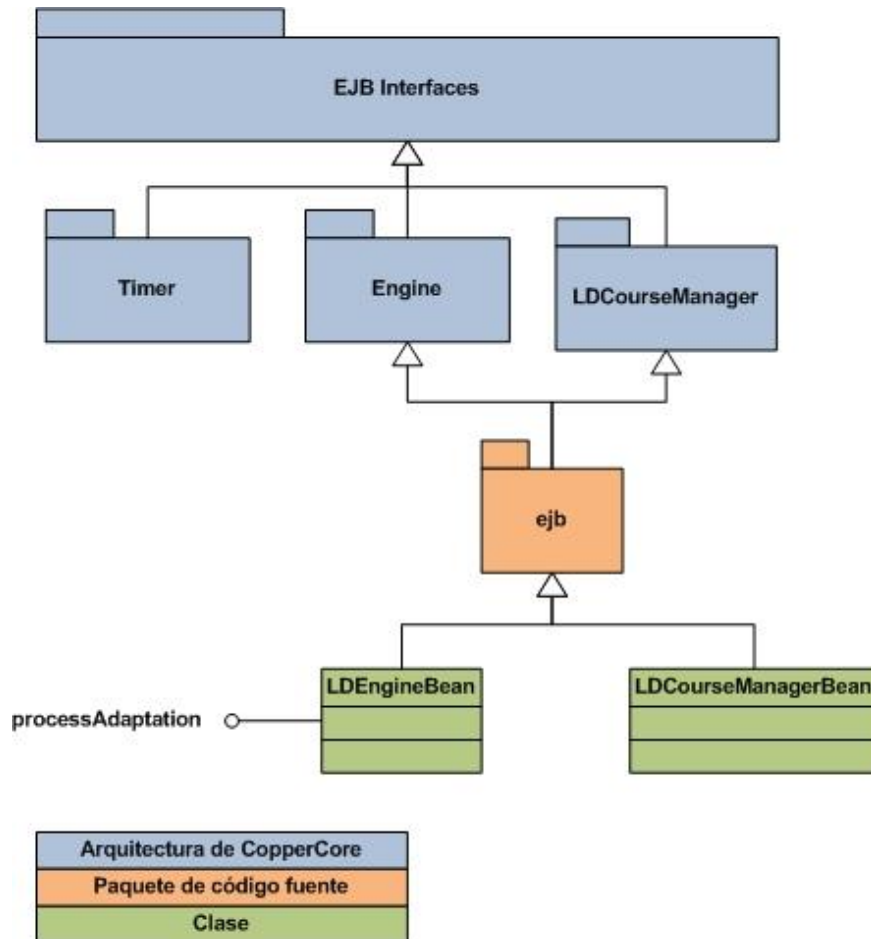 EJB Interfaces
Timer
Engine
LDCourseManager
ejb
LDEngineBean
LDCourseManagerBean
processAdaptation
Arquitectura de CopperCore
Paquete de código fuente
Clase